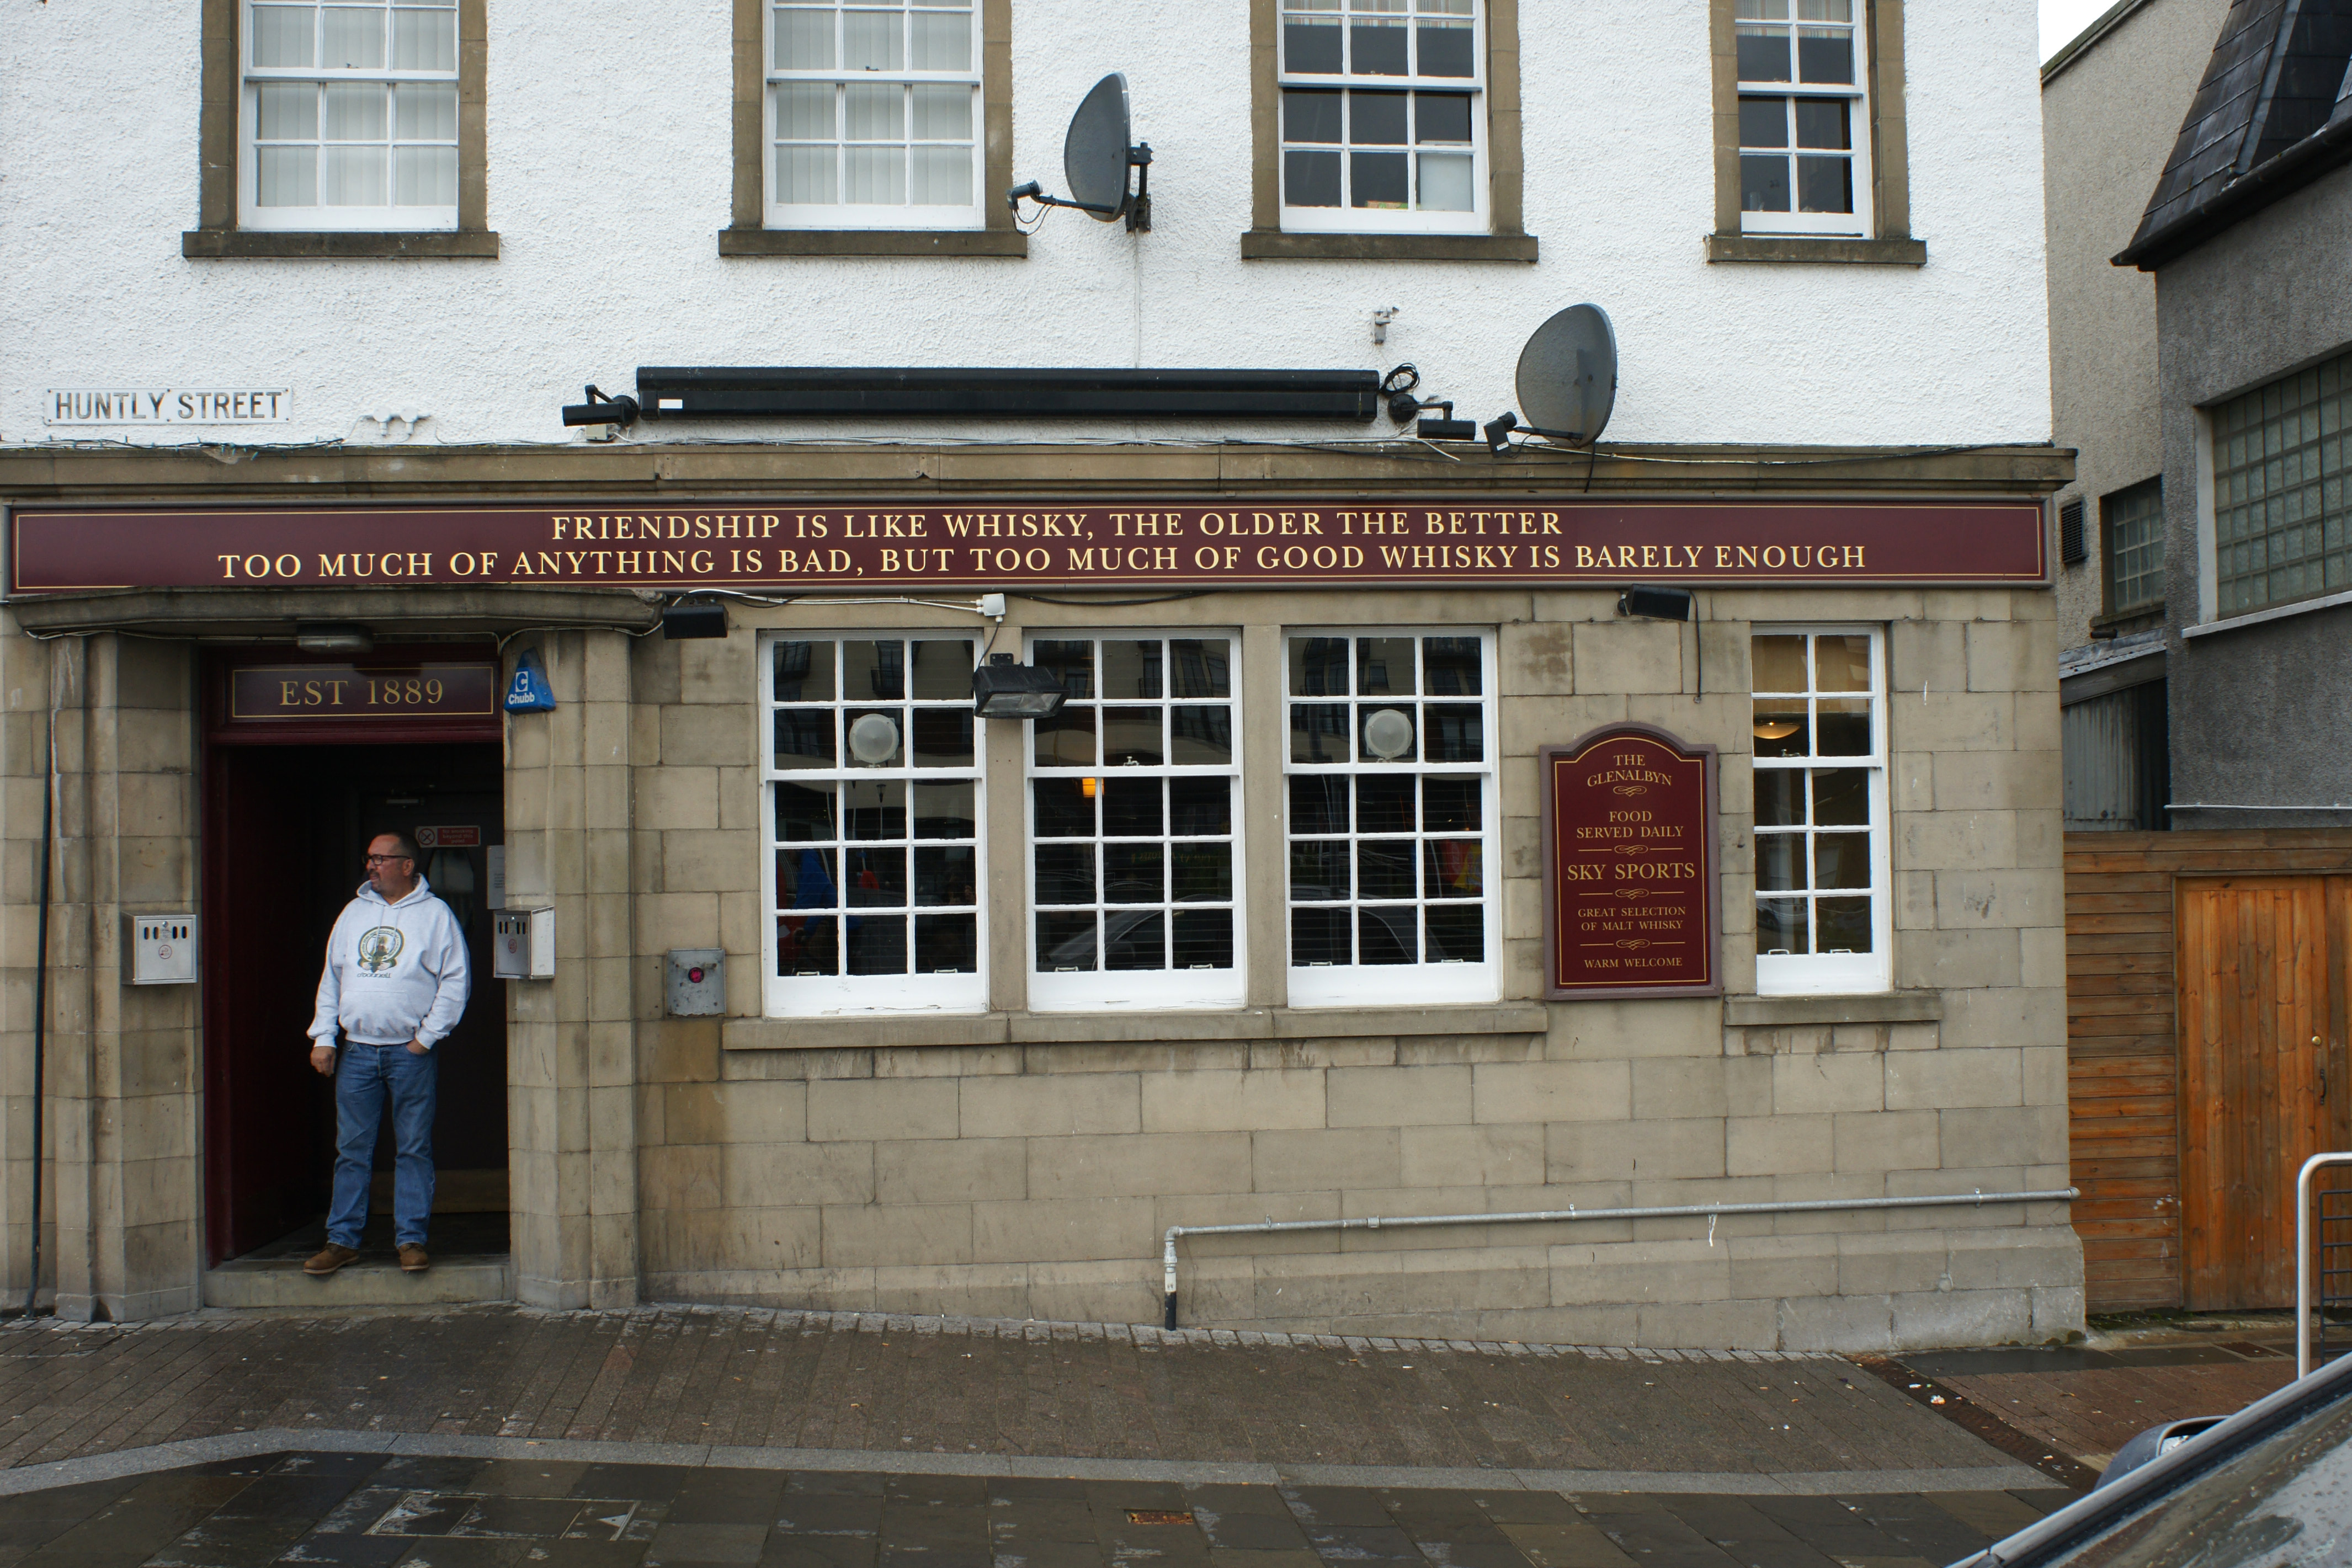 HUNTLY STREET
FRIENDSHIP IS LIKE WHISKY, THE OLDER THE BETTER
TOO MUCH OF ANYTHING IS BAD, BUT TOO MUCH OF GOOD WHISKY IS BARELY ENOUGH
EST 1889
C
Chubb
THE
GLENALBYN
FOOD
SERVED DAILY
SKY SPORTS
GREAT SELECTION
OF MALT WHISKY
WARM WELCOME
o'donnell